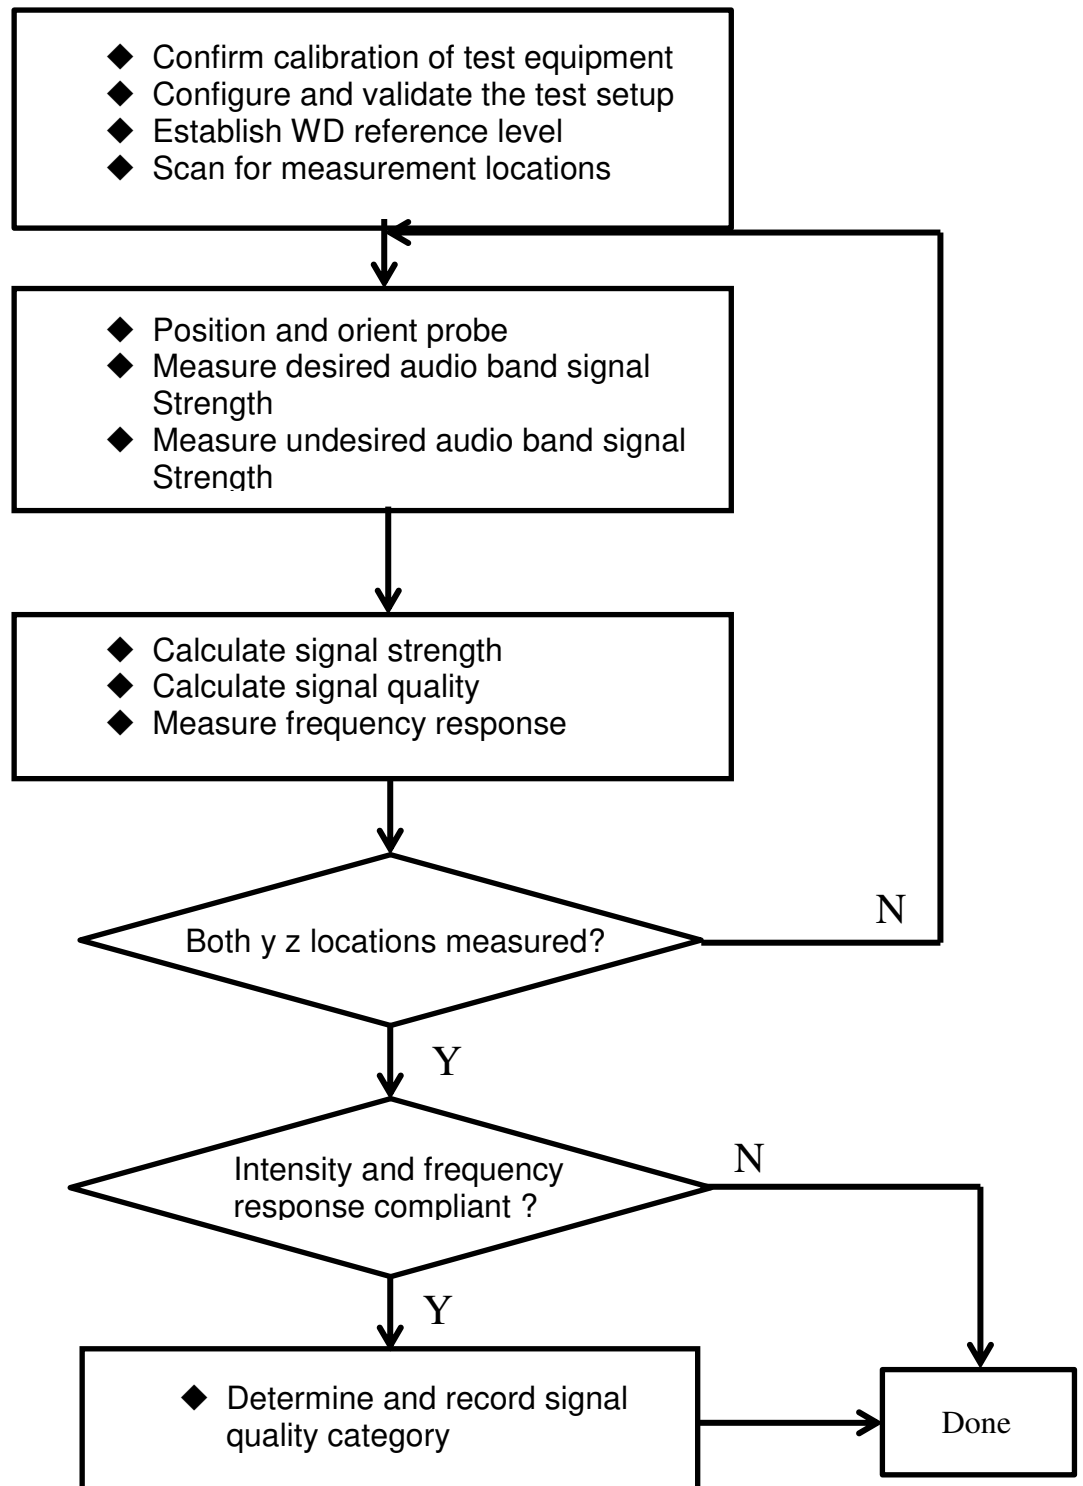 ◆ Confirm calibration of test equipment
◆ Configure and validate the test setup
◆ Establish WD reference level
◆ Scan for measurement locations
◆ Position and orient probe
◆ Measure desired audio band signal
Strength
◆ Measure undesired audio band signal
Strength
◆ Calculate signal strength
◆ Calculate signal quality
◆ Measure frequency response
N
Both y z locations measured?
Y
N
Intensity and frequency
response compliant ?
Y
◆ Determine and record signal
quality category
Done